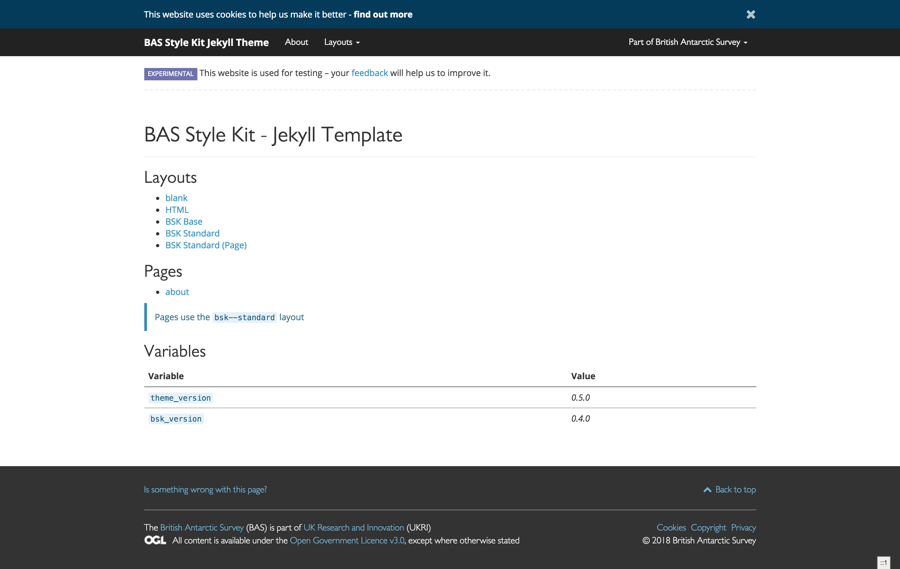 This website uses cookies to help us make it better - find out more
BAS Style Kit Jekyll Theme About Layouts Part of British Antarctic Survey
EXPERIMENTAL This website is used for testing – your feedback will help us to improve it.
BAS Style Kit - Jekyll Template
Layouts
blank
HTML
BSK Base
BSK Standard
BSK Standard (Page)
Pages
about
Pages use the bsk--standard layout
Variables
Variable Value
theme_version 0.5.0
bsk_version 0.4.0
Is something wrong with this page? Back to top
The British Antarctic Survey (BAS) is part of UK Research and Innovation (UKRI) Cookies Copyright Privacy
OGL All content is available under the Open Government Licence v3.0, except where otherwise stated © 2018 British Antarctic Survey
::1